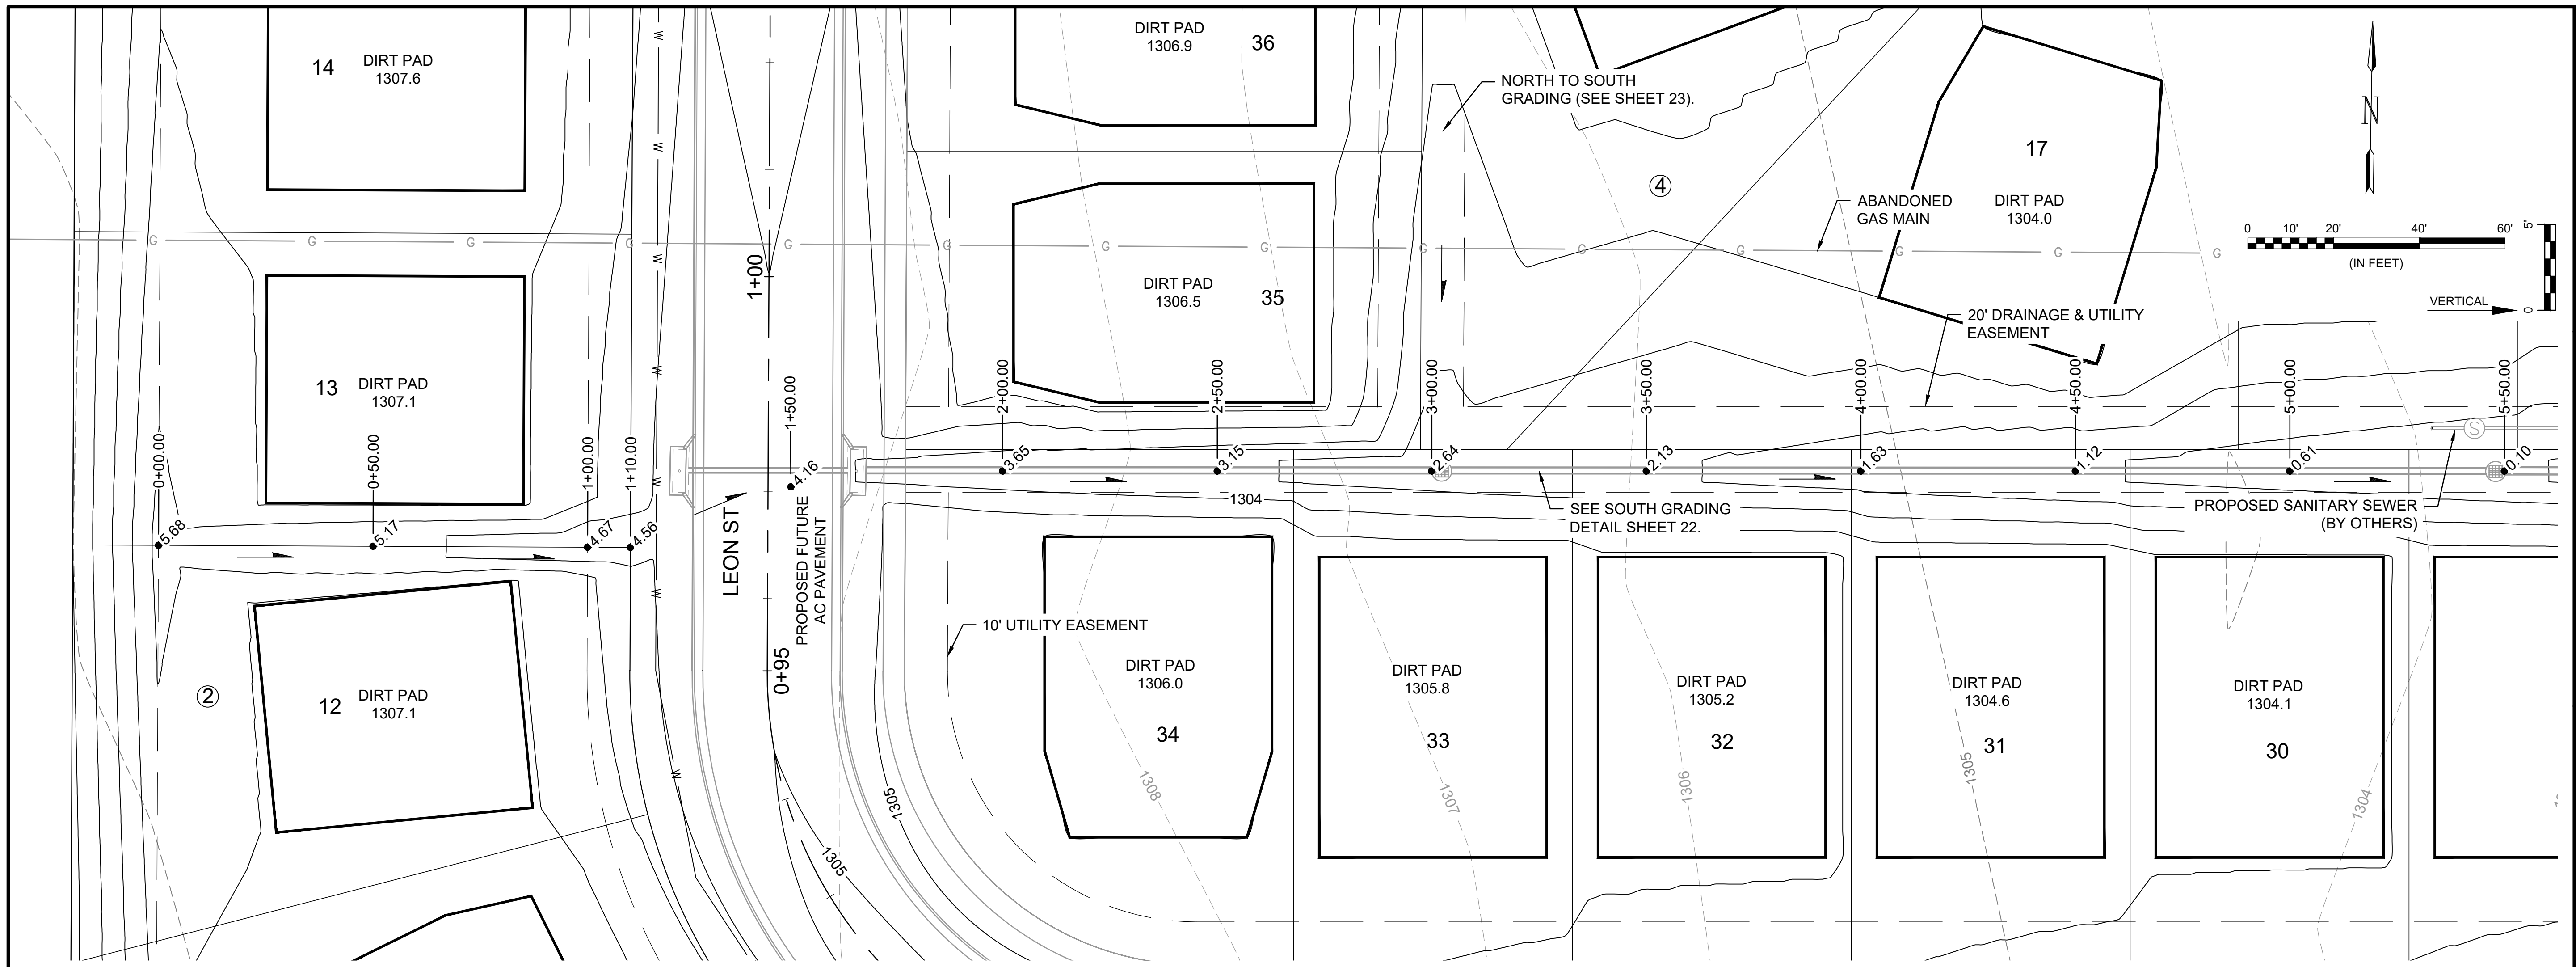 14
DIRT PAD
1307.6
DIRT PAD
1306.9
36
NORTH TO SOUTH
GRADING (SEE SHEET 23).
4
17
DIRT PAD
1304.0
ABANDONED
GAS MAIN
N
0 10' 20' 40' 60'
(IN FEET)
5'
0
VERTICAL
W
W
W
W
W
W
G G G G G G G G G G G G G G
1+00
DIRT PAD
1306.5
35
20' DRAINAGE & UTILITY
EASEMENT
13
DIRT PAD
1307.1
0+00.00
5.68
0+50.00
5.17
1+00.00
4.67
1+10.00
4.56
1+50.00
4.16
2+00.00
3.65
2+50.00
3.15
3+00.00
2.64
3+50.00
2.13
4+00.00
1.63
4+50.00
1.12
5+00.00
0.61
5+50.00
0.10
S
1304
SEE SOUTH GRADING
DETAIL SHEET 22.
PROPOSED SANITARY SEWER
(BY OTHERS)
LEON ST
PROPOSED FUTURE
AC PAVEMENT
0+95
10' UTILITY EASEMENT
2
12
DIRT PAD
1307.1
DIRT PAD
1306.0
34
DIRT PAD
1305.8
33
DIRT PAD
1305.2
32
DIRT PAD
1304.6
31
DIRT PAD
1304.1
30
1305
1305
1308
1307
1306
1305
1304